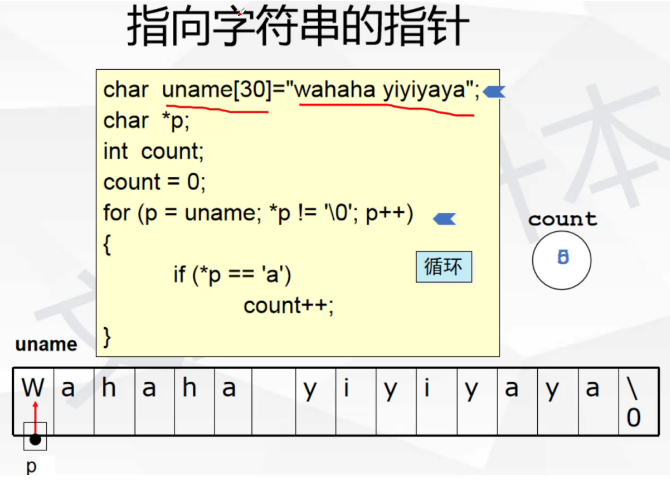 指向字符串的指针
char uname[30]="wahaha yiyiyaya";
char *p;
int count;
count = 0;
for (p = uname; *p != '\0'; p++)
{
if (*p == 'a')
count++;
}
循环
count
uname
W a h a h a y i y i y a y a \0
p